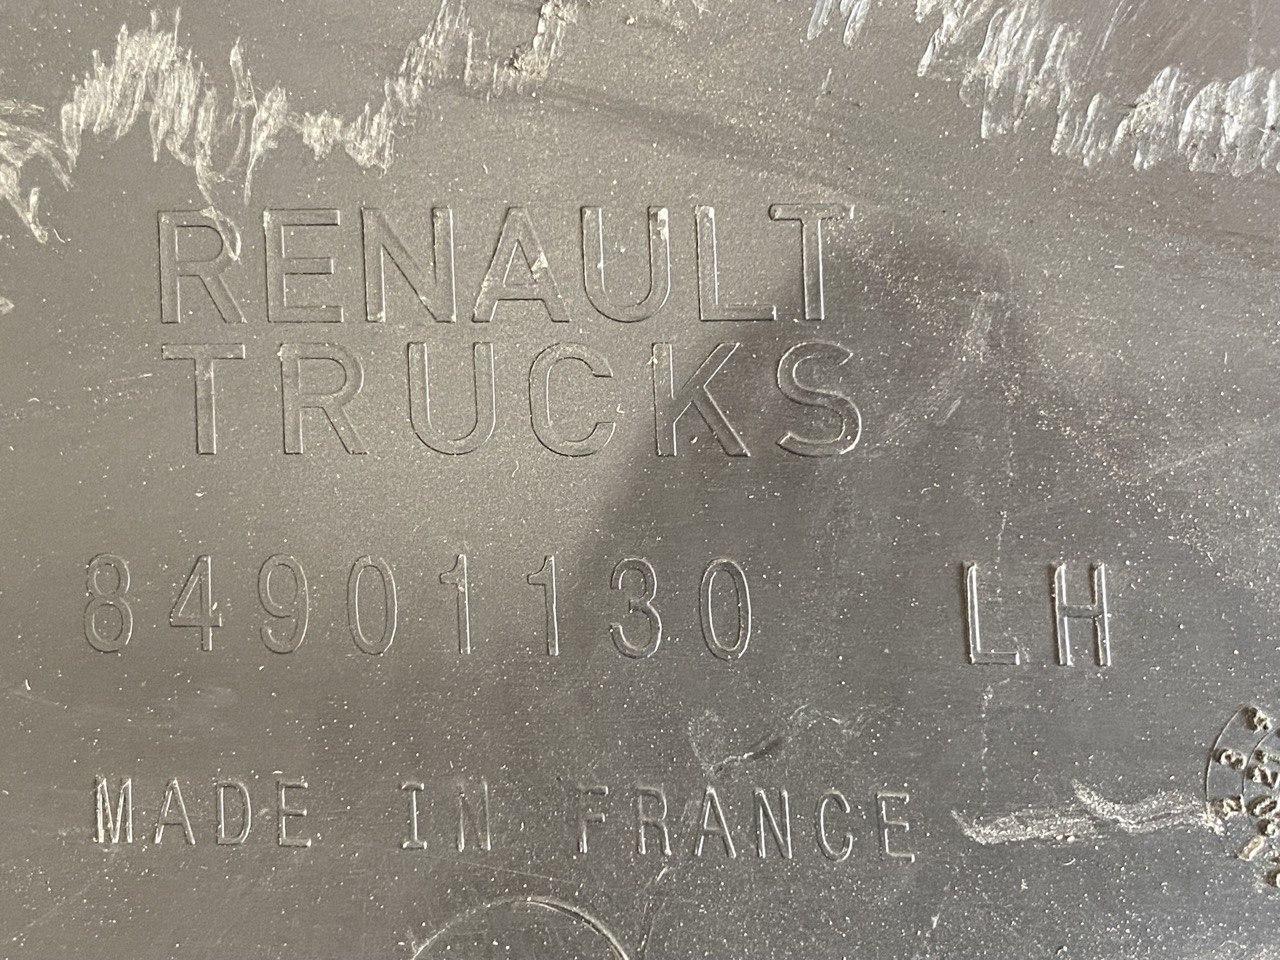 RENAULT
TRUCKS
84901130 LH
MADE IN FRANCE